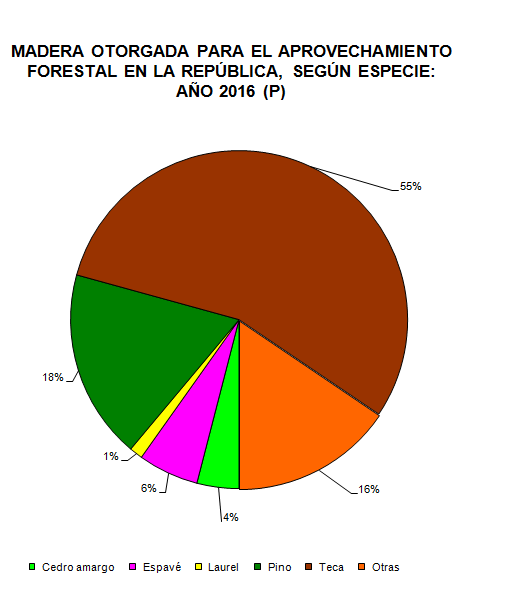 MADERA OTORGADA PARA EL APROVECHAMIENTO
FORESTAL EN LA REPÚBLICA, SEGÚN ESPECIE:
AÑO 2016 (P)
55%
18%
1%
6%
4%
16%
Cedro amargo Espavé Laurel Pino Teca Otras